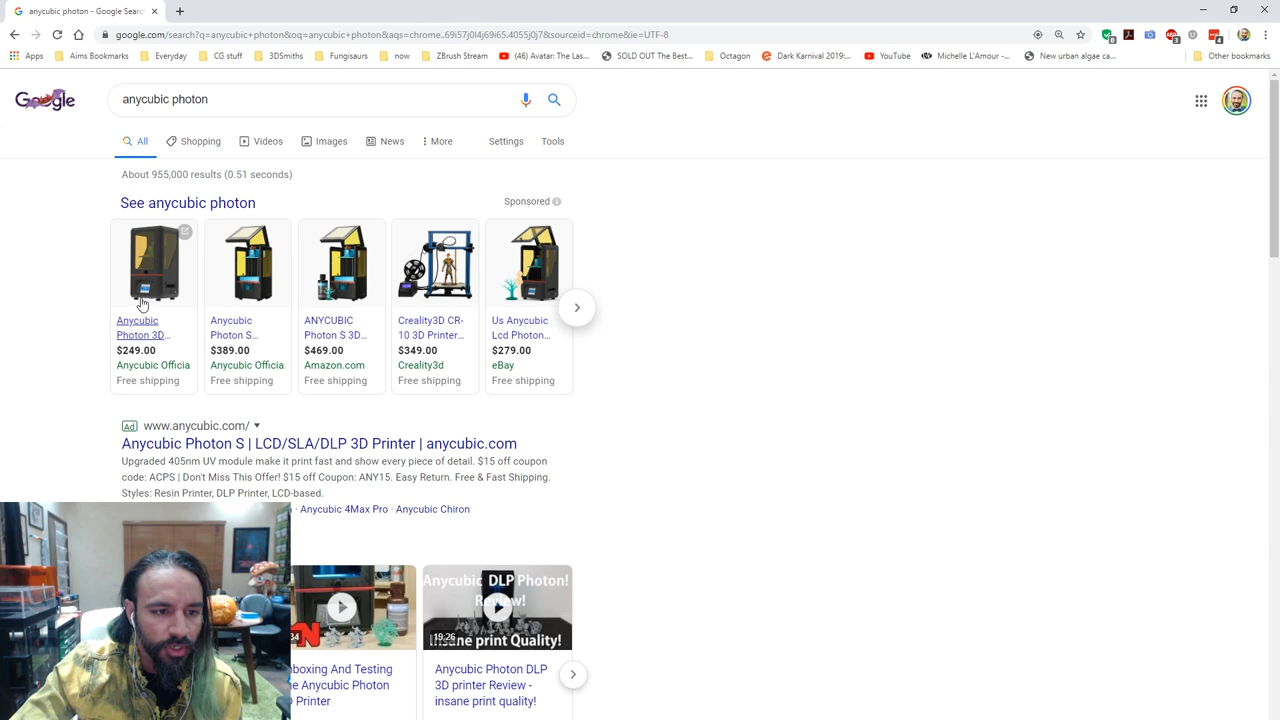 anycubic photon - Google Searc
google.com/search?q=anycubic+photon&oq=anycubic+photon&aqs=chrome..69i57j0l4j69i65.4055j0j7&sourceid=chrome&ie=UTF-8
Apps Aims Bookmarks Everyday CG stuff 3DSmiths Fungisaurs now ZBrush Stream (46) Avatar: The Las... SOLD OUT The Best... Octagon Dark Karnival 2019:... YouTube Michelle L'Amour -... New urban algae ca... Other bookmarks
Google
anycubic photon
All Shopping Videos Images News More Settings Tools
About 955,000 results (0.51 seconds)
See anycubic photon
Sponsored
Anycubic
Photon 3D...
$249.00
Anycubic Officia
Free shipping
Anycubic
Photon S...
$389.00
Anycubic Officia
Free shipping
ANYCUBIC
Photon S 3D...
$469.00
Amazon.com
Free shipping
Creality3D CR-
10 3D Printer...
$349.00
Creality3d
Free shipping
Us Anycubic
Lcd Photon...
$279.00
eBay
Free shipping
Ad www.anycubic.com/
Anycubic Photon S | LCD/SLA/DLP 3D Printer | anycubic.com
Upgraded 405nm UV module make it print fast and show every piece of detail. $15 off coupon
code: ACPS | Don't Miss This Offer! $15 off Coupon: ANY15. Easy Return. Free & Fast Shipping.
Styles: Resin Printer, DLP Printer, LCD-based.
· Anycubic 4Max Pro · Anycubic Chiron
34
boxing And Testing
e Anycubic Photon
Printer
Anycubic DLP Photon!
Review!
19:26
insane print Quality!
Anycubic Photon DLP
3D printer Review -
insane print quality!